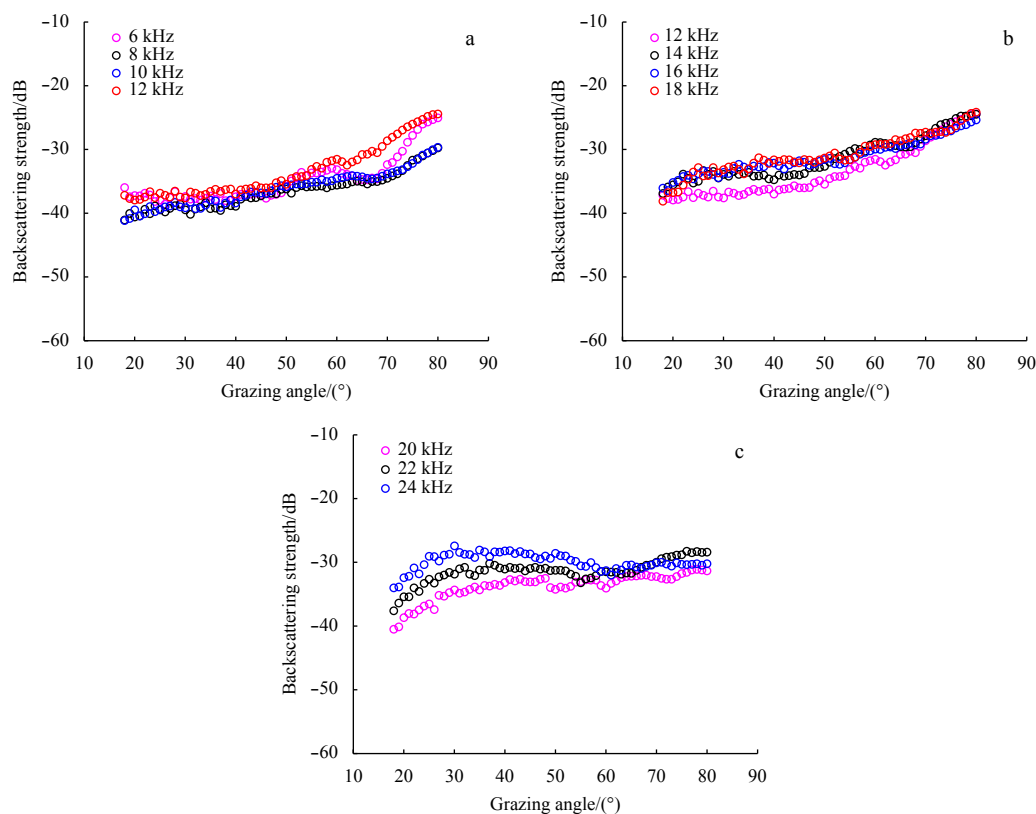 −10
−20
−30
−40
−50
−60
Backscattering strength/dB
6 kHz
8 kHz
10 kHz
12 kHz
a
10 20 30 40 50 60 70 80 90
Grazing angle/(°)
−10
−20
−30
−40
−50
−60
Backscattering strength/dB
12 kHz
14 kHz
16 kHz
18 kHz
b
10 20 30 40 50 60 70 80 90
Grazing angle/(°)
−10
−20
−30
−40
−50
−60
Backscattering strength/dB
20 kHz
22 kHz
24 kHz
c
10 20 30 40 50 60 70 80 90
Grazing angle/(°)